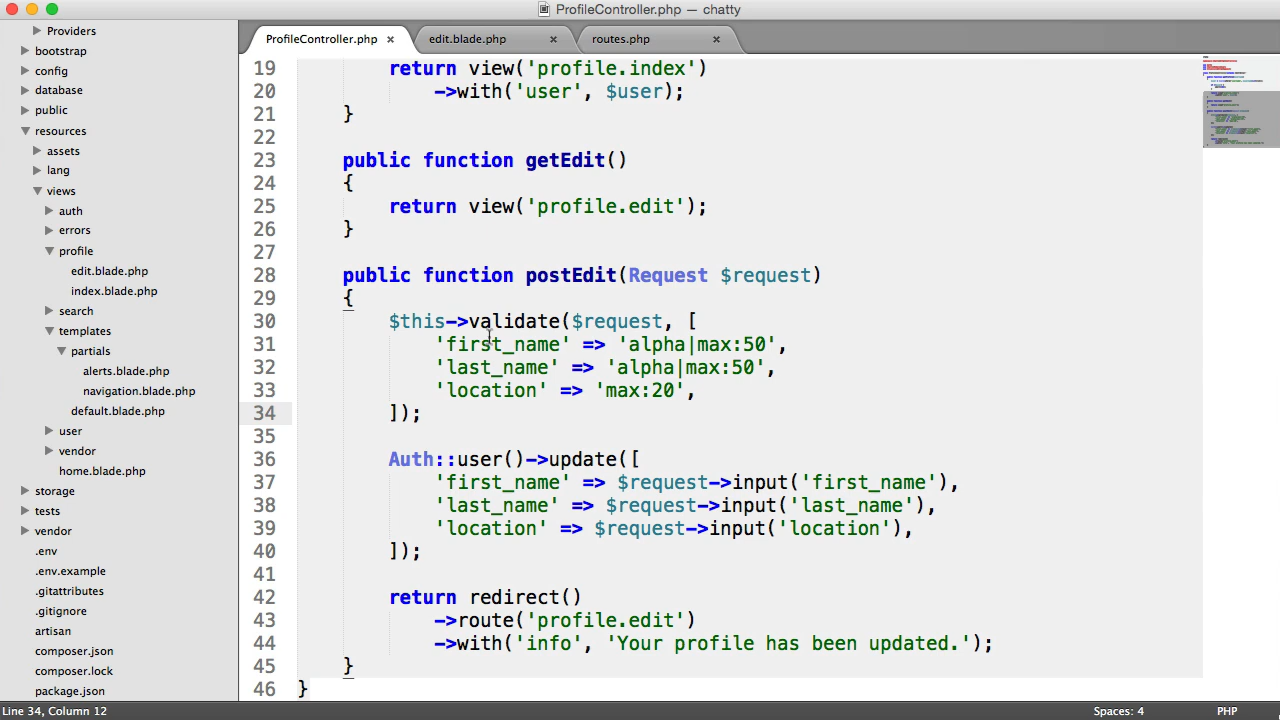 ProfileController.php — chatty
Providers
bootstrap
config
database
public
resources
assets
lang
views
auth
errors
profile
edit.blade.php
index.blade.php
search
templates
partials
alerts.blade.php
navigation.blade.php
default.blade.php
user
vendor
home.blade.php
storage
tests
vendor
.env
.env.example
.gitattributes
.gitignore
artisan
composer.json
composer.lock
package.json
ProfileController.php × edit.blade.php × routes.php ×
19 return view('profile.index')
20 ->with('user', $user);
21 }
22
23 public function getEdit()
24 {
25 return view('profile.edit');
26 }
27
28 public function postEdit(Request $request)
29 {
30 $this->validate($request, [
31 'first_name' => 'alpha|max:50',
32 'last_name' => 'alpha|max:50',
33 'location' => 'max:20',
34 ]);
35
36 Auth::user()->update([
37 'first_name' => $request->input('first_name'),
38 'last_name' => $request->input('last_name'),
39 'location' => $request->input('location'),
40 ]);
41
42 return redirect()
43 ->route('profile.edit')
44 ->with('info', 'Your profile has been updated.');
45 }
46 }
Line 34, Column 12
Spaces: 4
PHP